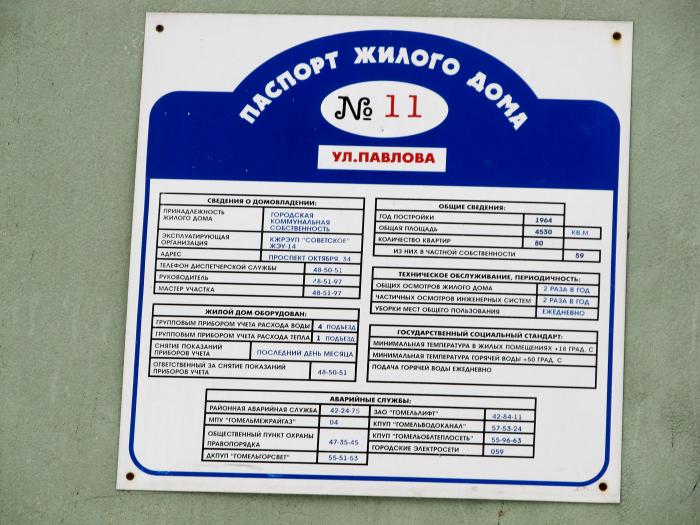 ПАСПОРТ ЖИЛОГО ДОМА
№ 11
УЛ.ПАВЛОВА
СВЕДЕНИЯ О ДОМОВЛАДЕНИИ:
ПРИНАДЛЕЖНОСТЬ ЖИЛОГО ДОМА
ГОРОДСКАЯ КОММУНАЛЬНАЯ СОБСТВЕННОСТЬ
ЭКСПЛУАТИРУЮЩАЯ ОРГАНИЗАЦИЯ
КЖРЭУП "СОВЕТСКОЕ" ЖЭУ-14
АДРЕС ПРОСПЕКТ ОКТЯБРЯ, 34
ТЕЛЕФОН ДИСПЕТЧЕРСКОЙ СЛУЖБЫ 48-50-51
РУКОВОДИТЕЛЬ 48-51-97
МАСТЕР УЧАСТКА 48-51-97
ЖИЛОЙ ДОМ ОБОРУДОВАН:
ГРУППОВЫМ ПРИБОРОМ УЧЕТА РАСХОДА ВОДЫ 4 ПОДЪЕЗД
ГРУППОВЫМ ПРИБОРОМ УЧЕТА РАСХОДА ТЕПЛА 1 ПОДЪЕЗД
СНЯТИЕ ПОКАЗАНИЙ ПРИБОРОВ УЧЕТА
ПОСЛЕДНИЙ ДЕНЬ МЕСЯЦА
ОТВЕТСТВЕННЫЙ ЗА СНЯТИЕ ПОКАЗАНИЙ ПРИБОРОВ УЧЕТА
48-50-51
ОБЩИЕ СВЕДЕНИЯ:
ГОД ПОСТРОЙКИ 1964
ОБЩАЯ ПЛОЩАДЬ 4530 КВ.М.
КОЛИЧЕСТВО КВАРТИР 80
ИЗ НИХ В ЧАСТНОЙ СОБСТВЕННОСТИ 59
ТЕХНИЧЕСКОЕ ОБСЛУЖИВАНИЕ, ПЕРИОДИЧНОСТЬ:
ОБЩИХ ОСМОТРОВ ЖИЛОГО ДОМА 2 РАЗА В ГОД
ЧАСТИЧНЫХ ОСМОТРОВ ИНЖЕНЕРНЫХ СИСТЕМ 2 РАЗА В ГОД
УБОРКИ МЕСТ ОБЩЕГО ПОЛЬЗОВАНИЯ ЕЖЕДНЕВНО
ГОСУДАРСТВЕННЫЙ СОЦИАЛЬНЫЙ СТАНДАРТ:
МИНИМАЛЬНАЯ ТЕМПЕРАТУРА В ЖИЛЫХ ПОМЕЩЕНИЯХ +18 ГРАД. С
МИНИМАЛЬНАЯ ТЕМПЕРАТУРА ГОРЯЧЕЙ ВОДЫ +50 ГРАД. С
ПОДАЧА ГОРЯЧЕЙ ВОДЫ ЕЖЕДНЕВНО
АВАРИЙНЫЕ СЛУЖБЫ:
РАЙОННАЯ АВАРИЙНАЯ СЛУЖБА 42-24-75
МПУ "ГОМЕЛЬМЕЖРАЙГАЗ" 04
ОБЩЕСТВЕННЫЙ ПУНКТ ОХРАНЫ
ПРАВОПОРЯДКА 47-35-45
ДКПУП "ГОМЕЛЬГОРСВЕТ" 55-51-53
ЗАО "ГОМЕЛЬЛИФТ" 42-84-11
КПУП "ГОМЕЛЬВОДОКАНАЛ" 57-53-24
КПУП "ГОМЕЛЬОБЛТЕПЛОСЕТЬ" 55-96-63
ГОРОДСКИЕ ЭЛЕКТРОСЕТИ 059